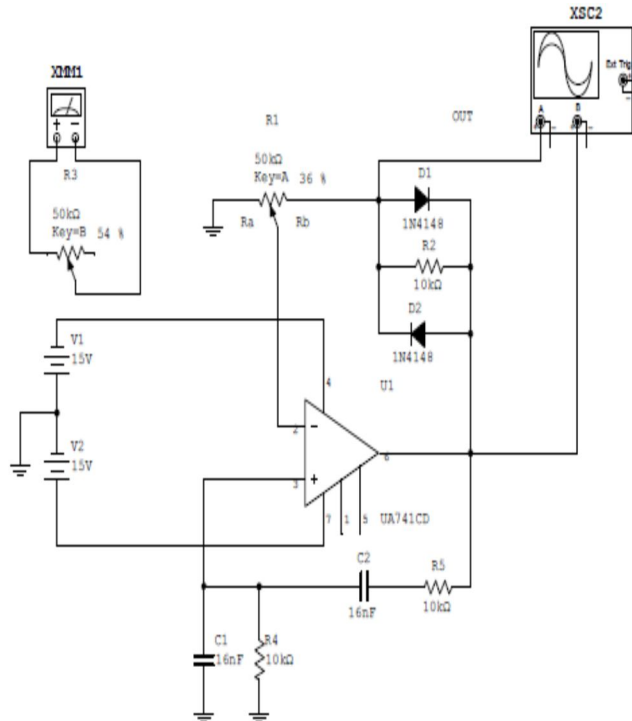 XSC2
Ext Trig
A
B
XMM1
R1
OUT
R3
50kΩ
Key=A 36 %
Ra
Rb
D1
1N4148
R2
10kΩ
D2
1N4148
50kΩ
Key=B 54 %
V1
15V
V2
15V
U1
4
2
6
3
7
1
5
UA741CD
C2
16nF
R5
10kΩ
C1
16nF
R4
10kΩ